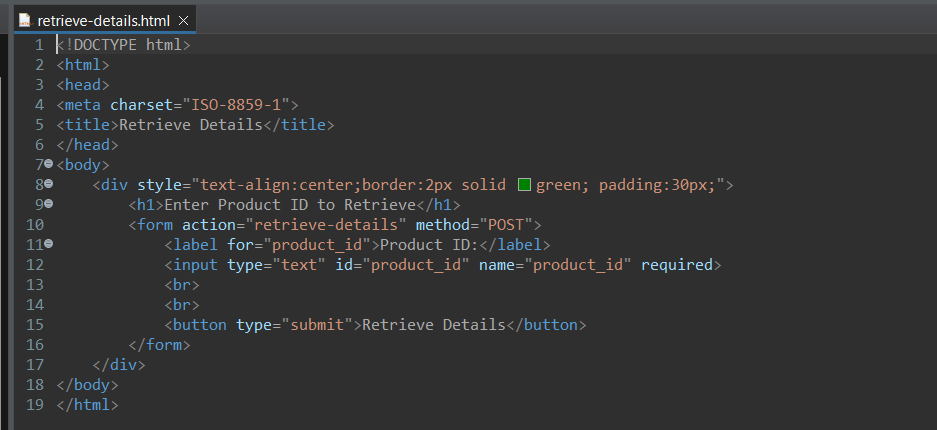 retrieve-details.html
1 <!DOCTYPE html>
2 <html>
3 <head>
4 <meta charset="ISO-8859-1">
5 <title>Retrieve Details</title>
6 </head>
7 <body>
8 <div style="text-align:center;border:2px solid green; padding:30px;">
9 <h1>Enter Product ID to Retrieve</h1>
10 <form action="retrieve-details" method="POST">
11 <label for="product_id">Product ID:</label>
12 <input type="text" id="product_id" name="product_id" required>
13 <br>
14 <br>
15 <button type="submit">Retrieve Details</button>
16 </form>
17 </div>
18 </body>
19 </html>